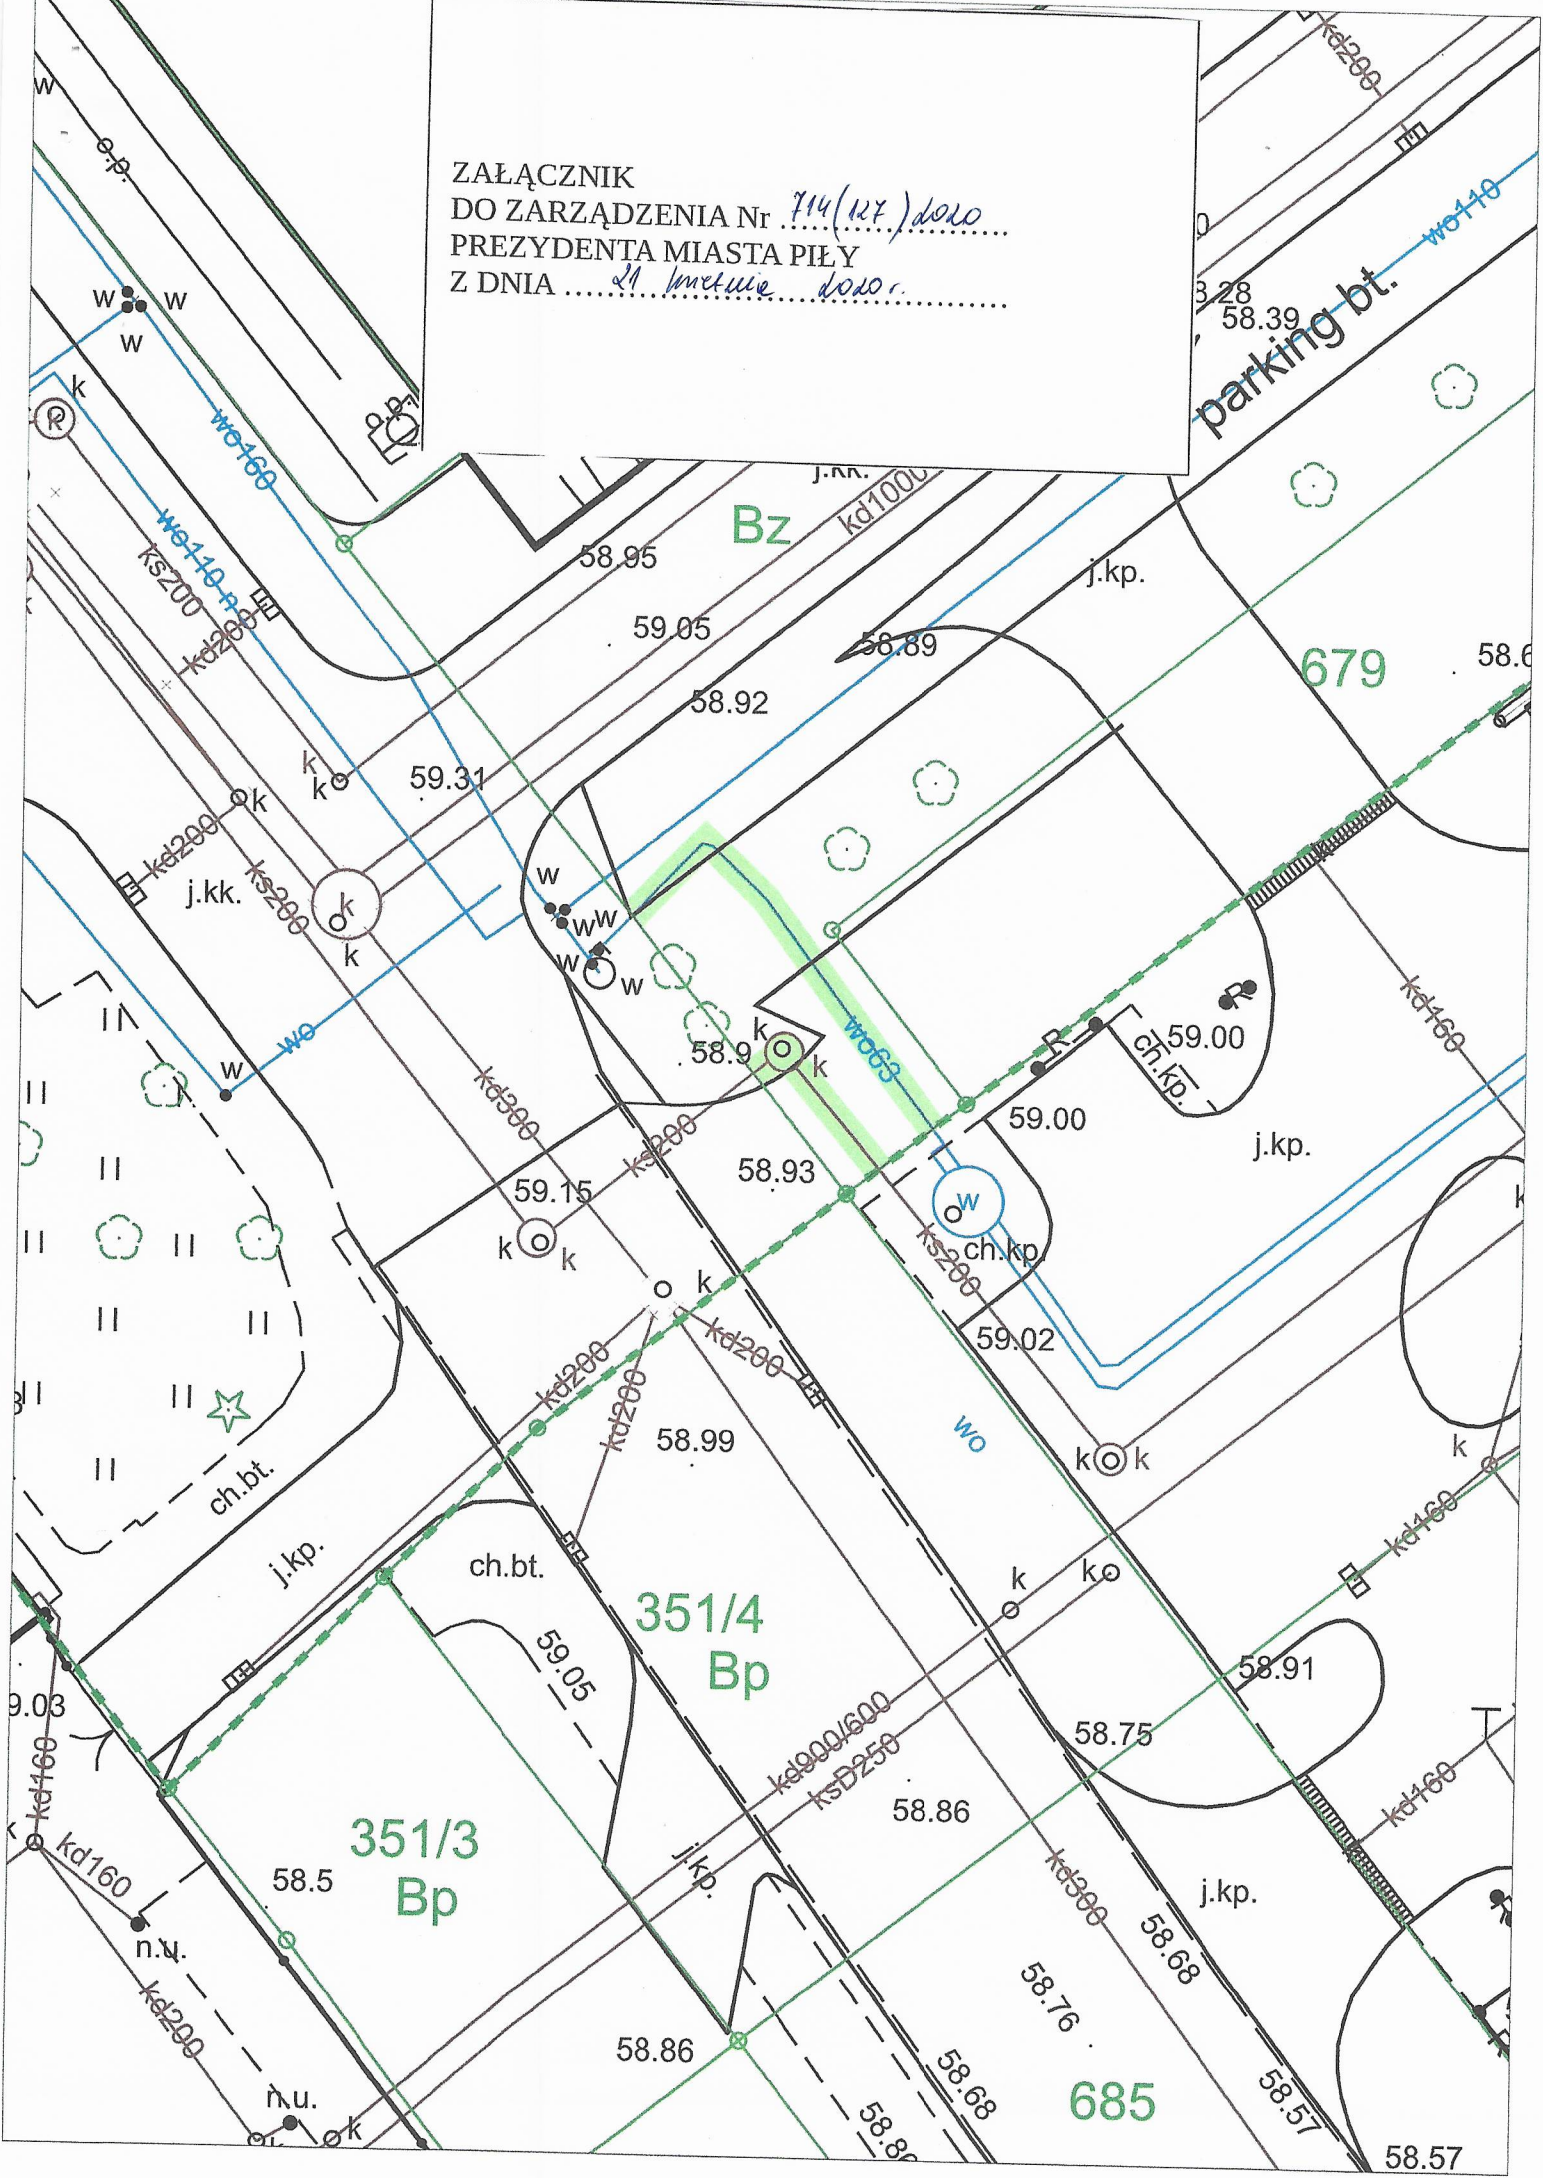 ZAŁĄCZNIK
DO ZARZĄDZENIA Nr 714(127)2020
PREZYDENTA MIASTA PIŁY
Z DNIA 21 kwietnia 2020 r.
kd200
w
o.p.
wo110
58.39
parking bt.
w w
w
k
k
o.p.
wo160
j.kk.
kd1000
Bz
wo110 n
ks200
58.95
j.kp.
kd200
59.05
58.89
679
58.92
k
k
59.31
k
kd200
w
j.kk.
ks200
k
w w
k
w
w
kd160
R
k
58.9
k
wo63
R
59.00
ch.kp.
wo
w
kd300
59.00
j.kp.
ks200
58.93
59.15
w
k
k
ch.kp.
ks200
k
kd200
kd200
59.02
kd200
58.99
wo
k k
k
ch.bt.
kd160
j.kp.
ch.bt.
k
k
351/4
59.05
58.91
Bp
9.03
kd900/600
58.75
ksD250
kd160
kd160
58.86
351/3
kd160
j.kp.
58.5
Bp
kd300
j.kp.
n.u.
58.68
kd200
58.76
58.86
58.68
685
58.57
n.u.
k
k
58.57